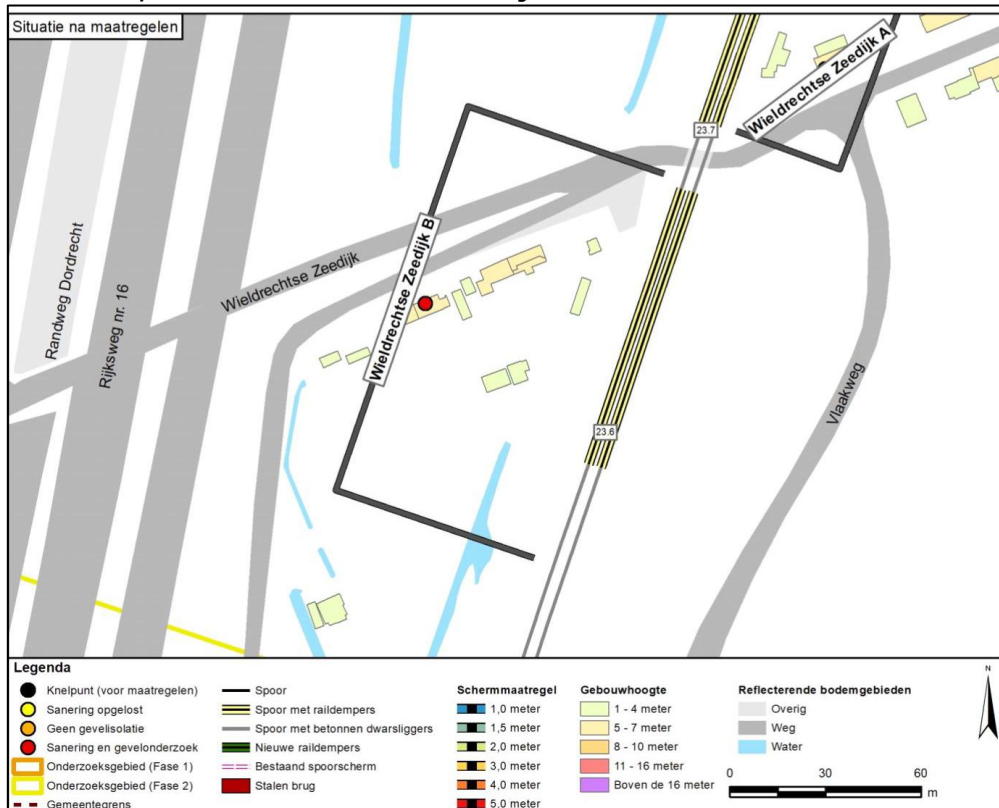 Situatie na maatregelen
Wieldrechtse Zeedijk A
23.7
Wieldrechtse Zeedijk B
Wieldrechtse Zeedijk
Randweg Dordrecht
Rijksweg nr. 16
23.6
Vlaakweg
Legenda
Knelpunt (voor maatregelen)
Sanering opgelost
Geen gevelisolatie
Sanering en gevelonderzoek
Onderzoeksgebied (Fase 1)
Onderzoeksgebied (Fase 2)
Gemeentegrens
Spoor
Spoor met raildempers
Spoor met betonnen dwarsliggers
Nieuwe raildempers
Bestaand spoorscherm
Stalen brug
Schermmaatregel
1,0 meter
1,5 meter
2,0 meter
3,0 meter
4,0 meter
5,0 meter
Gebouwhoogte
1 - 4 meter
5 - 7 meter
8 - 10 meter
11 - 16 meter
Boven de 16 meter
Reflecterende bodemgebieden
Overig
Weg
Water
N
0 30 60
m